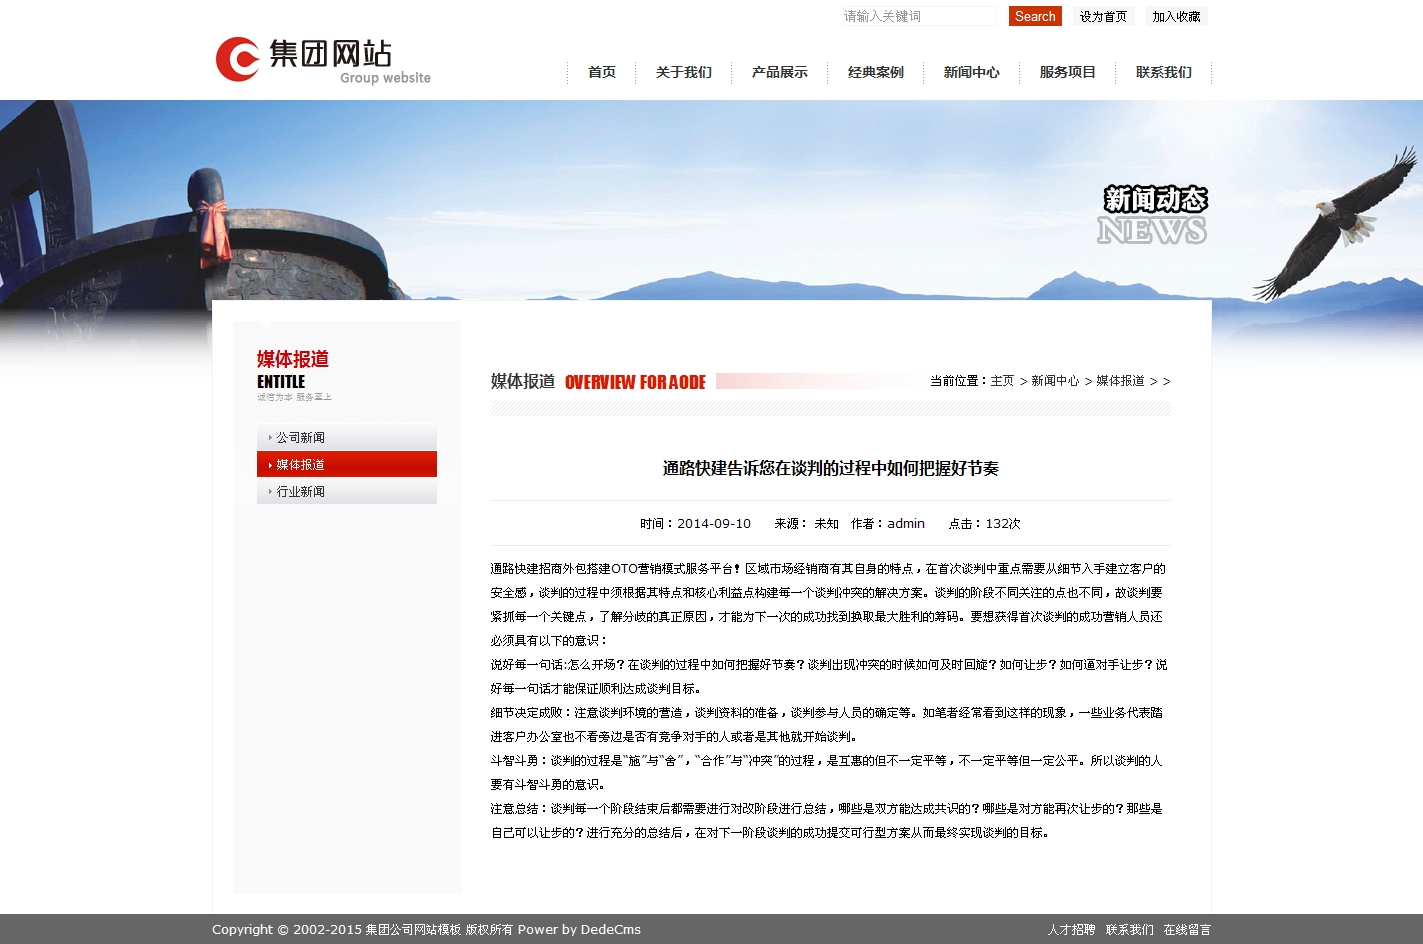 请输入关键词 Search 设为首页 加入收藏
集团网站
Group website
首页 关于我们 产品展示 经典案例 新闻中心 服务项目 联系我们
新闻动态
NEWS
媒体报道
ENTITLE
诚信为本 服务至上
公司新闻
媒体报道
行业新闻
媒体报道 OVERVIEW FOR AODE 当前位置：主页 > 新闻中心 > 媒体报道 > >
通路快建告诉您在谈判的过程中如何把握好节奏
时间：2014-09-10 来源： 未知 作者：admin 点击：132次
通路快建招商外包搭建OTO营销模式服务平台！区域市场经销商有其自身的特点，在首次谈判中重点需要从细节入手建立客户的
安全感，谈判的过程中须根据其特点和核心利益点构建每一个谈判冲突的解决方案。谈判的阶段不同关注的点也不同，故谈判要
紧抓每一个关键点，了解分歧的真正原因，才能为下一次的成功找到换取最大胜利的筹码。要想获得首次谈判的成功营销人员还
必须具有以下的意识：
说好每一句话:怎么开场？在谈判的过程中如何把握好节奏？谈判出现冲突的时候如何及时回旋？如何让步？如何逼对手让步？说
好每一句话才能保证顺利达成谈判目标。
细节决定成败：注意谈判环境的营造，谈判资料的准备，谈判参与人员的确定等。如笔者经常看到这样的现象，一些业务代表踏
进客户办公室也不看旁边是否有竞争对手的人或者是其他就开始谈判。
斗智斗勇：谈判的过程是“施”与“舍”，“合作”与“冲突”的过程，是互惠的但不一定平等，不一定平等但一定公平。所以谈判的人
要有斗智斗勇的意识。
注意总结：谈判每一个阶段结束后都需要进行对改阶段进行总结，哪些是双方能达成共识的？哪些是对方能再次让步的？那些是
自己可以让步的？进行充分的总结后，在对下一阶段谈判的成功提交可行型方案从而最终实现谈判的目标。
Copyright © 2002-2015 集团公司网站模板 版权所有 Power by DedeCms 人才招聘 联系我们 在线留言